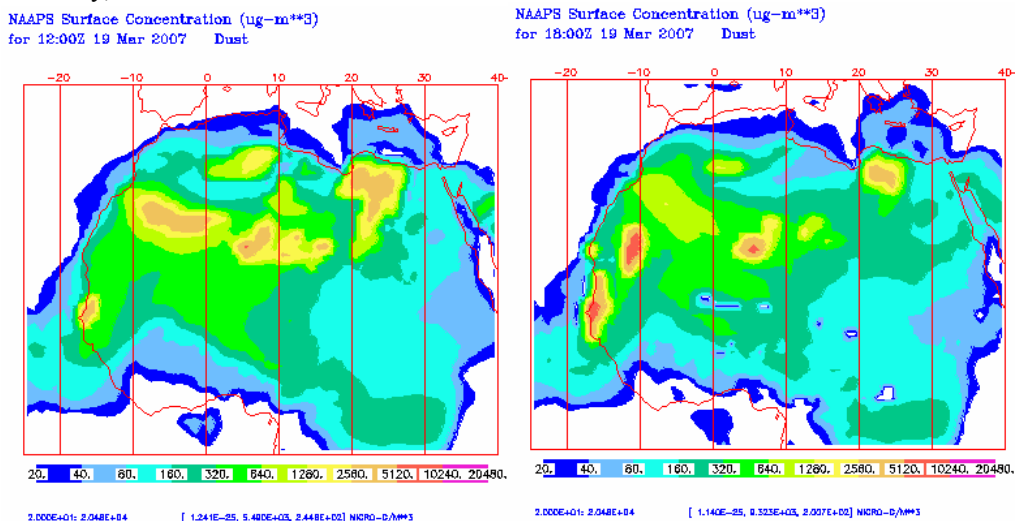 NAAPS Surface Concentration (ug-m**3)
for 12:00Z 19 Mar 2007 Dust
-20 -10 0 10 20 30 40-
20. 40. 80. 160. 320. 640. 1280. 2560. 5120. 10240. 20480.
2.000E+01: 2.048E+04 [ 1.241E-25, 5.490E+03, 2.448E+02] MICRO-G/M**3
NAAPS Surface Concentration (ug-m**3)
for 18:00Z 19 Mar 2007 Dust
-20 -10 0 10 20 30 40-
20. 40. 80. 160. 320. 640. 1280. 2560. 5120. 10240. 20480.
2.000E+01: 2.048E+04 [ 1.140E-25, 9.323E+03, 2.007E+02] MICRO-G/M**3